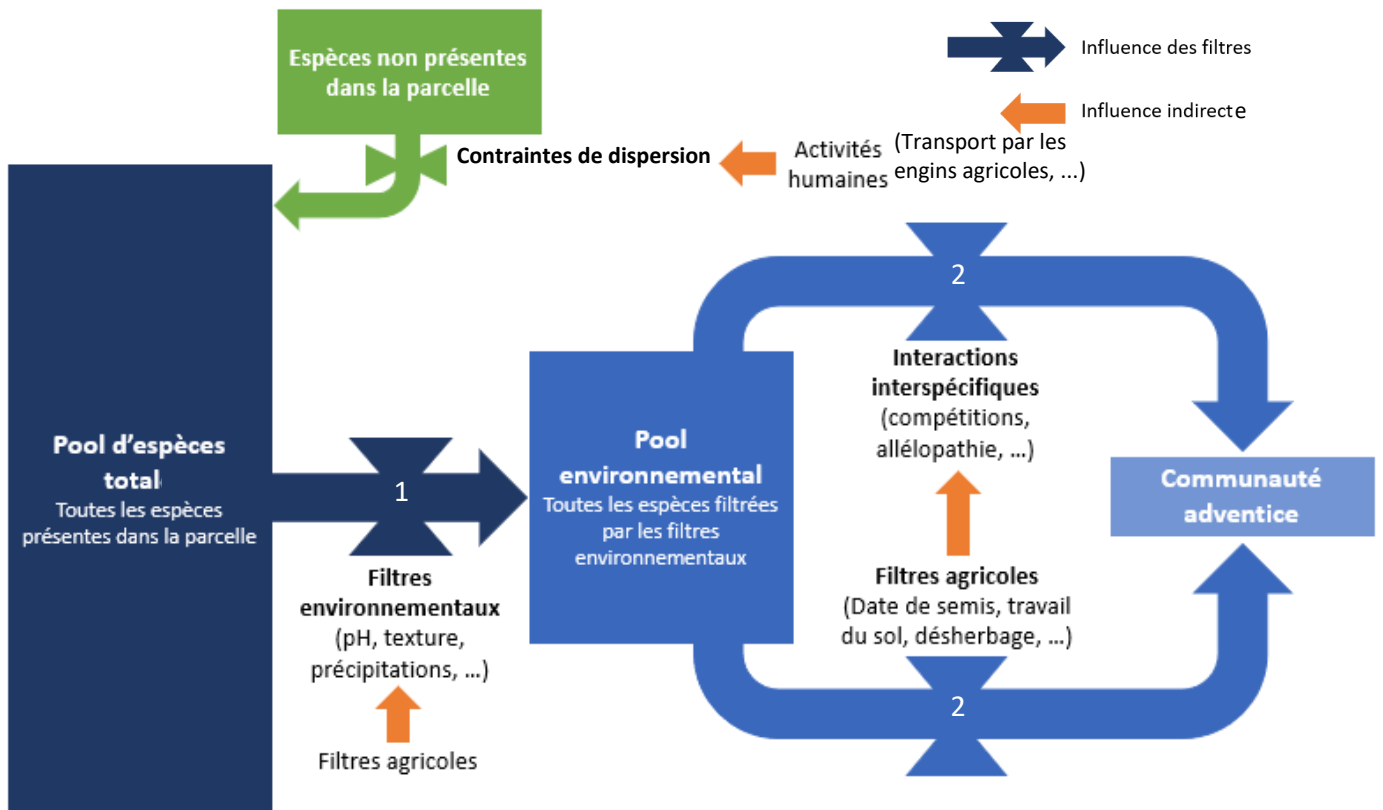 Espèces non présentes
dans la parcelle
Influence des filtres
Influence indirecte
Contraintes de dispersion
Activités
humaines
(Transport par les
engins agricoles, ...)
Pool d'espèces
total
Toutes les espèces
présentes dans la parcelle
1
Filtres
environnementaux
(pH, texture,
précipitations, ...)
Filtres agricoles
Pool
environnemental
Toutes les espèces filtrées
par les filtres
environnementaux
2
Interactions
interspécifiques
(compétitions,
allélopathie, ...)
Filtres agricoles
(Date de semis, travail
du sol, désherbage, ...)
2
Communauté
adventice